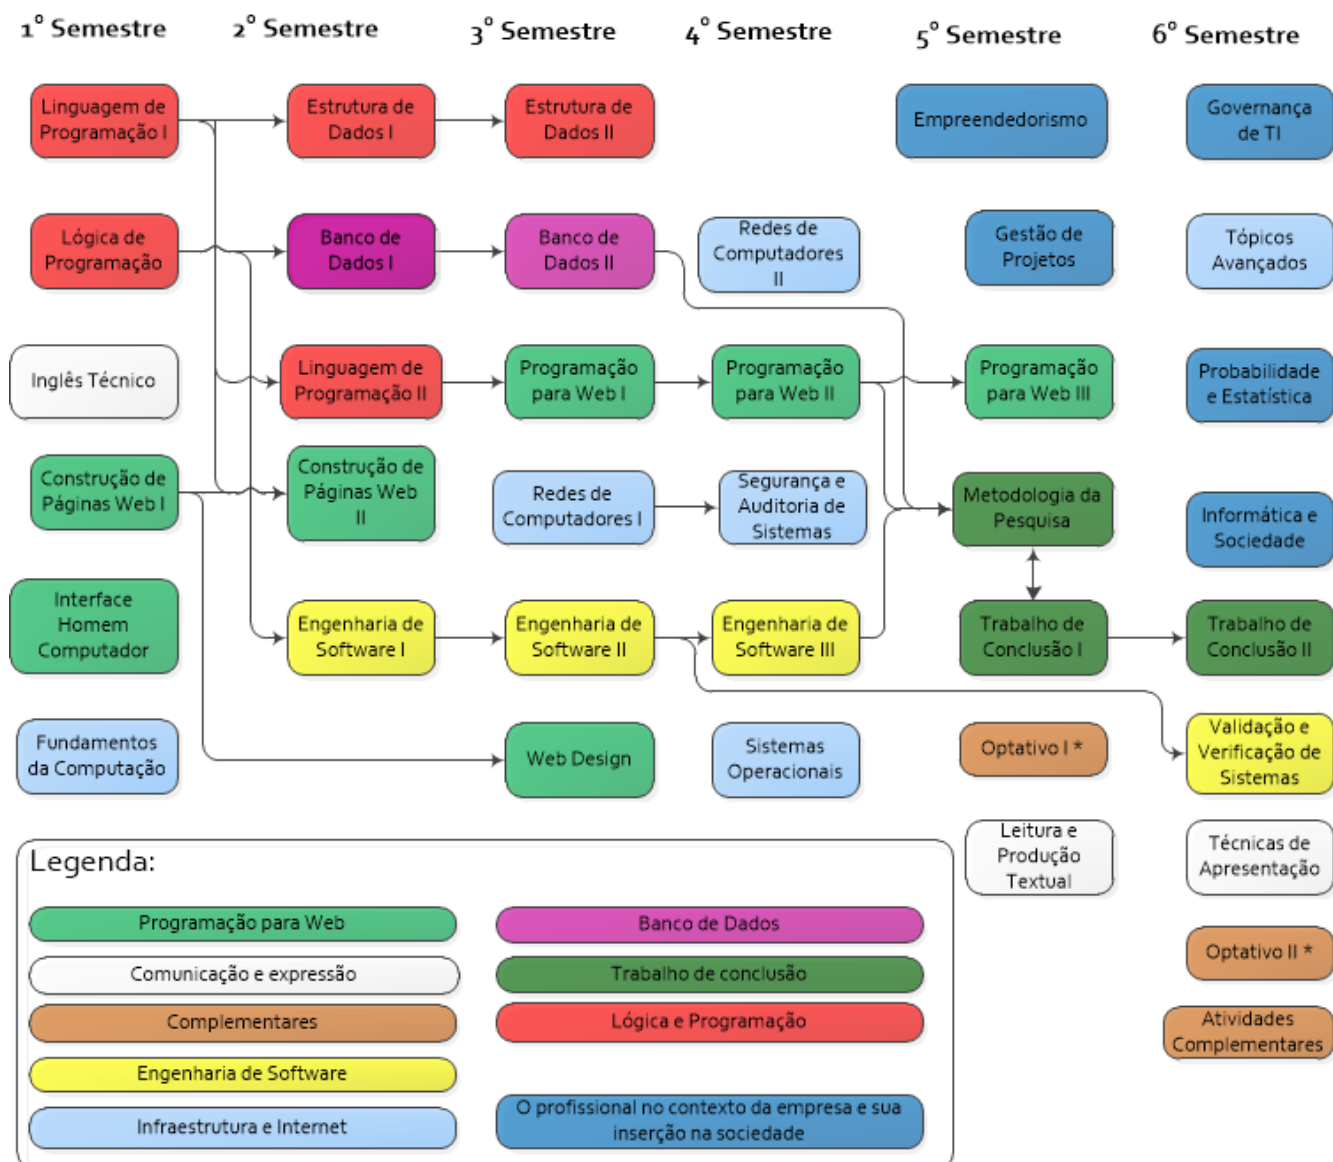 1º Semestre
2º Semestre
3º Semestre
4º Semestre
5º Semestre
6º Semestre
Linguagem de
Programação I
Estrutura de
Dados I
Estrutura de
Dados II
Empreendedorismo
Governança
de TI
Lógica de
Programação
Banco de
Dados I
Banco de
Dados II
Redes de
Computadores
II
Gestão de
Projetos
Tópicos
Avançados
Inglês Técnico
Linguagem de
Programação II
Programação
para Web I
Programação
para Web II
Programação
para Web III
Probabilidade
e Estatística
Construção de
Páginas Web I
Construção de
Páginas Web
II
Redes de
Computadores I
Segurança e
Auditoria de
Sistemas
Metodologia da
Pesquisa
Informática e
Sociedade
Interface
Homem
Computador
Engenharia de
Software I
Engenharia de
Software II
Engenharia de
Software III
Trabalho de
Conclusão I
Trabalho de
Conclusão II
Fundamentos
da Computação
Web Design
Sistemas
Operacionais
Optativo I *
Validação e
Verificação de
Sistemas
Leitura e
Produção
Textual
Técnicas de
Apresentação
Optativo II *
Atividades
Complementares
Legenda:
Programação para Web
Banco de Dados
Comunicação e expressão
Trabalho de conclusão
Complementares
Lógica e Programação
Engenharia de Software
Infraestrutura e Internet
O profissional no contexto da empresa e sua
inserção na sociedade